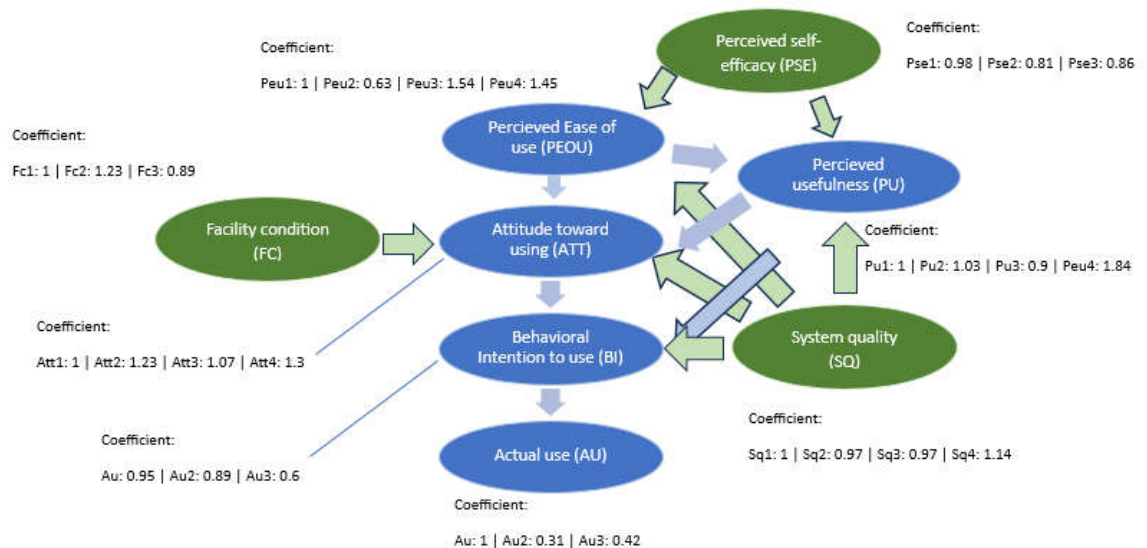 Coefficient:
Peu1: 1 | Peu2: 0.63 | Peu3: 1.54 | Peu4: 1.45
Perceived self-
efficacy (PSE)
Coefficient:
Pse1: 0.98 | Pse2: 0.81 | Pse3: 0.86
Percieved Ease of
use (PEOU)
Coefficient:
Fc1: 1 | Fc2: 1.23 | Fc3: 0.89
Percieved
usefulness (PU)
Facility condition
(FC)
Attitude toward
using (ATT)
Coefficient:
Pu1: 1 | Pu2: 1.03 | Pu3: 0.9 | Peu4: 1.84
Coefficient:
Att1: 1 | Att2: 1.23 | Att3: 1.07 | Att4: 1.3
Behavioral
Intention to use (BI)
System quality
(SQ)
Coefficient:
Sq1: 1 | Sq2: 0.97 | Sq3: 0.97 | Sq4: 1.14
Coefficient:
Au: 0.95 | Au2: 0.89 | Au3: 0.6
Actual use (AU)
Coefficient:
Au: 1 | Au2: 0.31 | Au3: 0.42